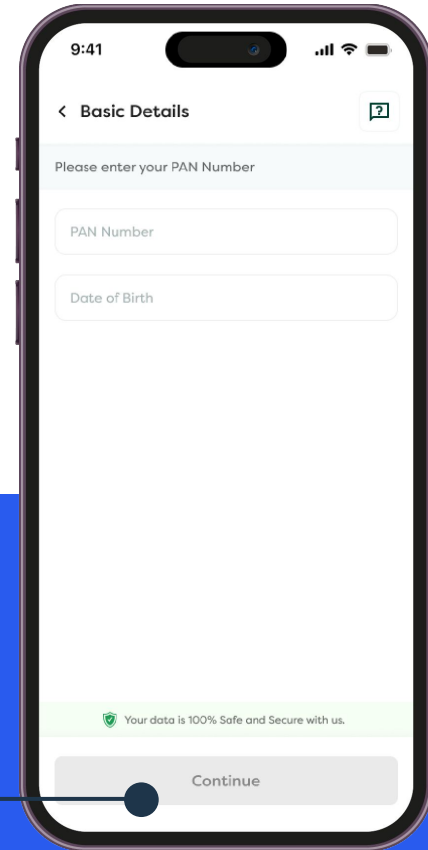 9:41
Basic Details
Please enter your PAN Number
PAN Number
Date of Birth
Your data is 100% Safe and Secure with us.
Continue